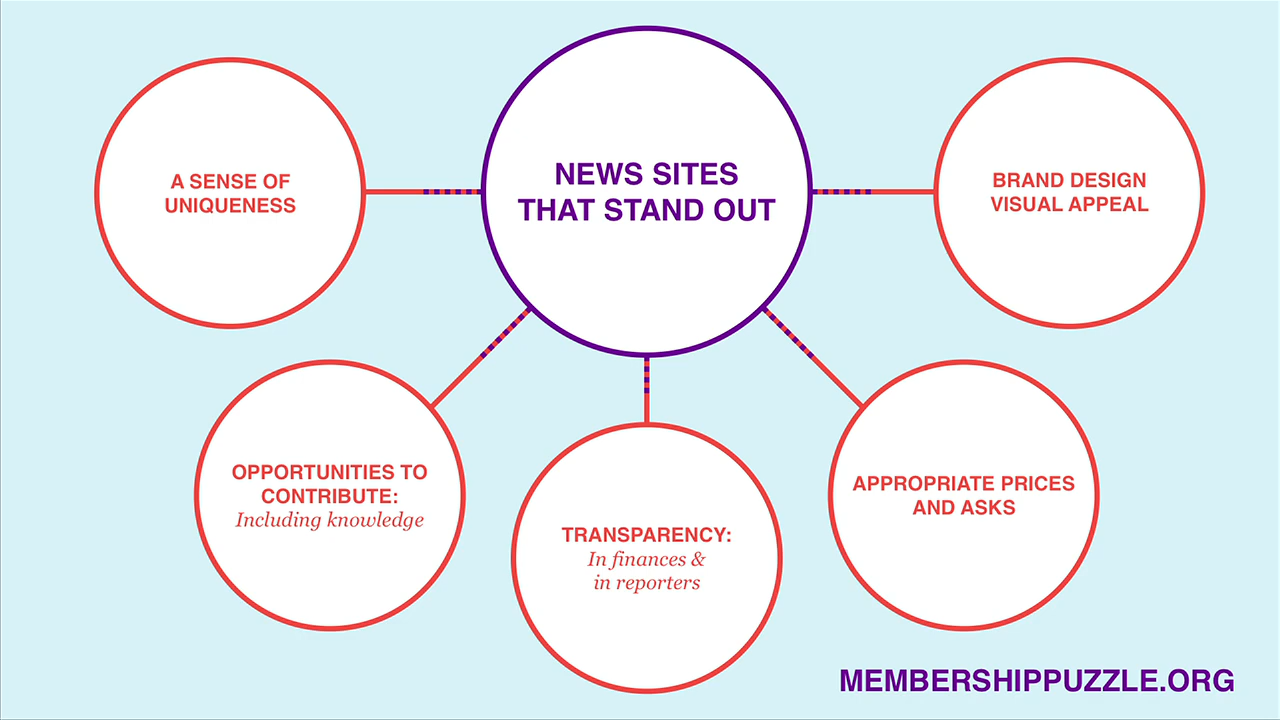 NEWS SITES
THAT STAND OUT
A SENSE OF
UNIQUENESS
BRAND DESIGN
VISUAL APPEAL
OPPORTUNITIES TO
CONTRIBUTE:
Including knowledge
TRANSPARENCY:
In finances &
in reporters
APPROPRIATE PRICES
AND ASKS
MEMBERSHIPPUZZLE.ORG